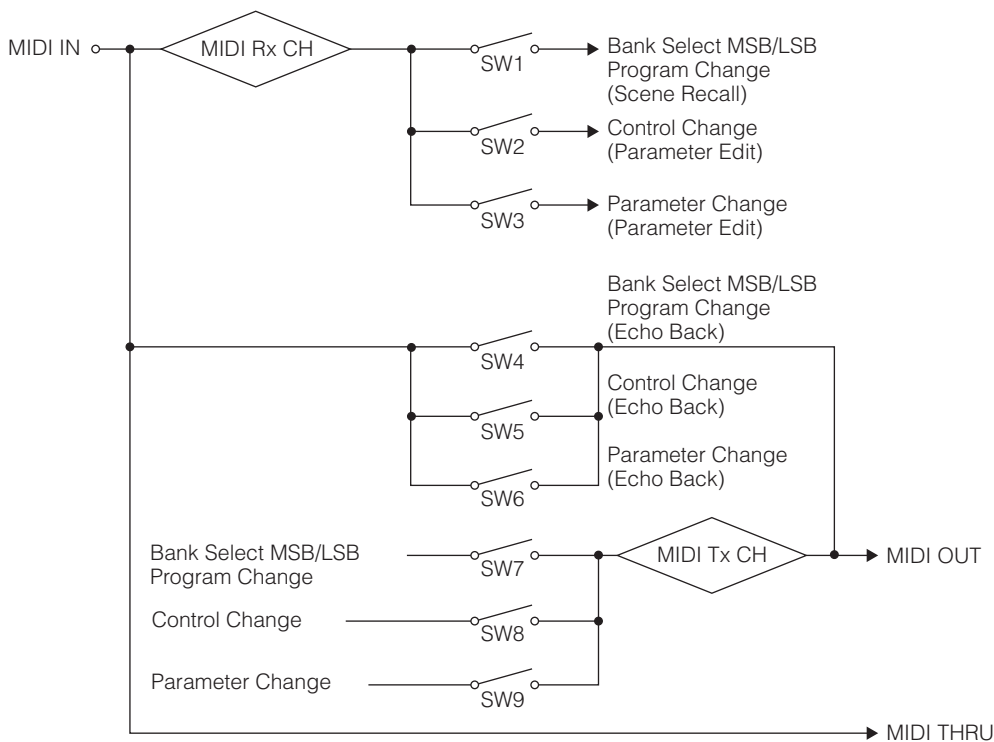 MIDI IN
MIDI Rx CH
SW1
Bank Select MSB/LSB
Program Change
(Scene Recall)
SW2
Control Change
(Parameter Edit)
SW3
Parameter Change
(Parameter Edit)
Bank Select MSB/LSB
Program Change
(Echo Back)
SW4
Control Change
(Echo Back)
SW5
Parameter Change
(Echo Back)
SW6
Bank Select MSB/LSB
Program Change
SW7
MIDI Tx CH
MIDI OUT
Control Change
SW8
Parameter Change
SW9
MIDI THRU